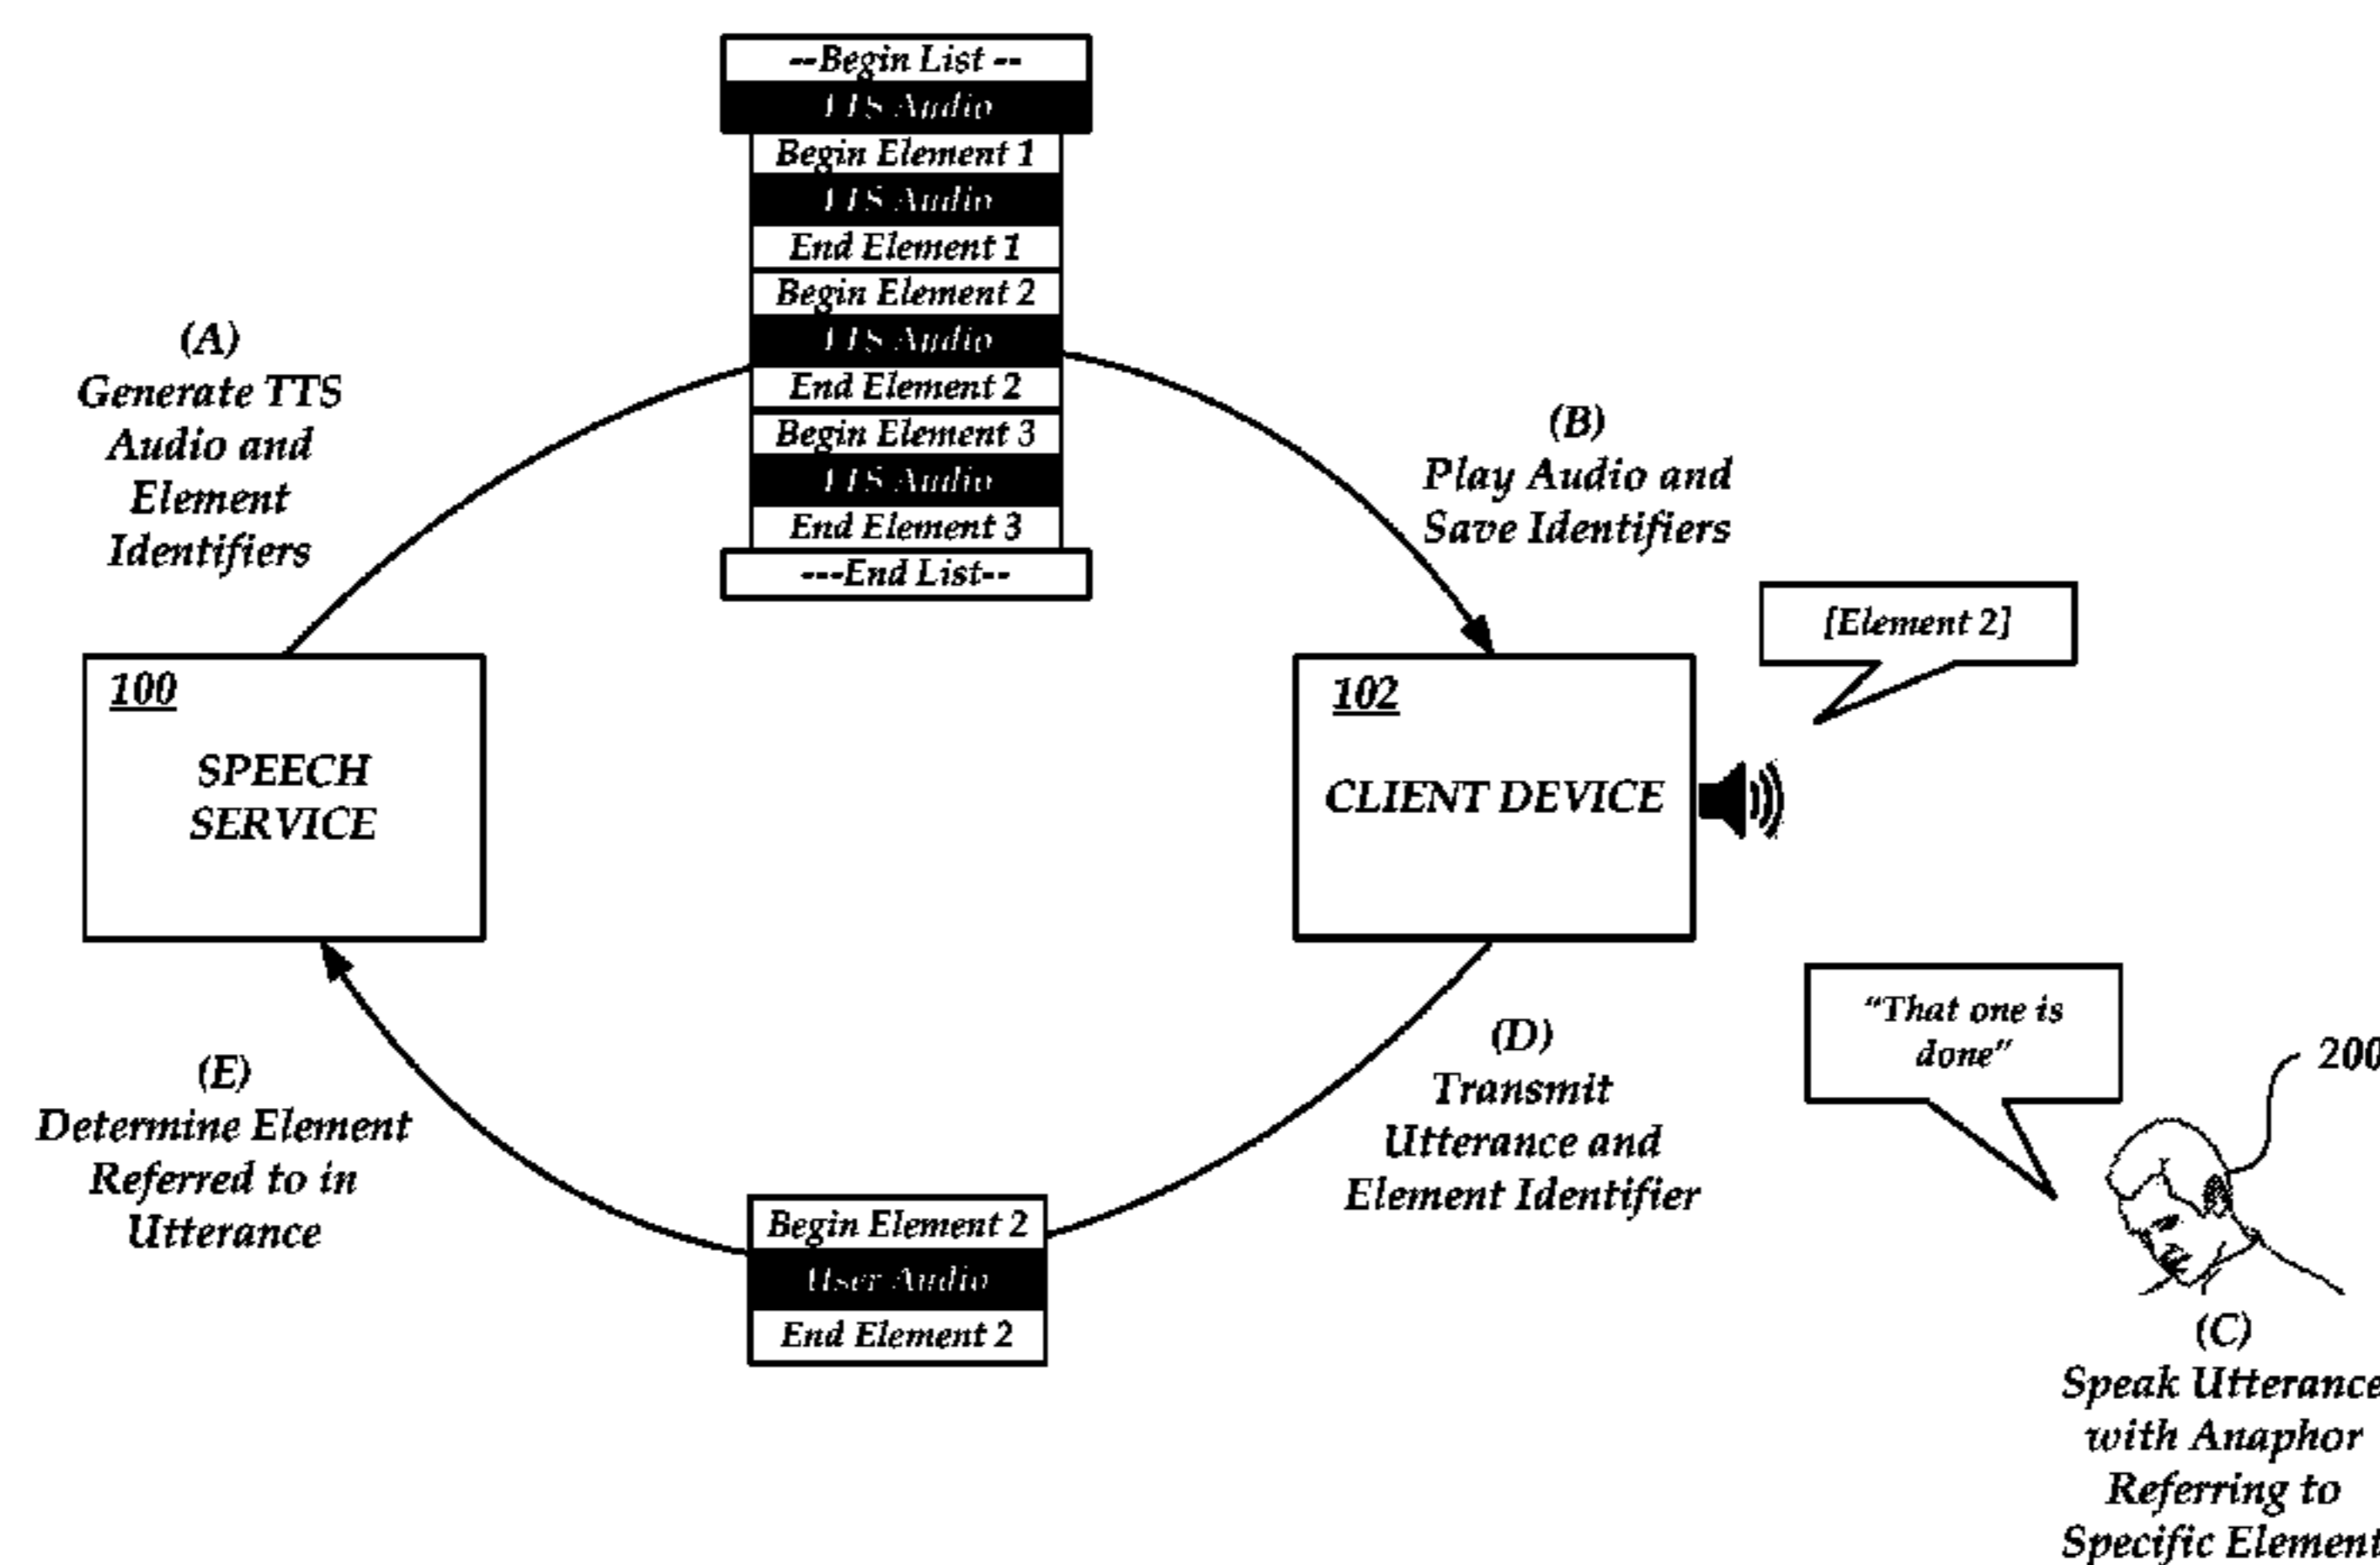 --Begin List --
TTS Audio
Begin Element 1
TTS Audio
End Element 1
Begin Element 2
TTS Audio
End Element 2
Begin Element 3
TTS Audio
End Element 3
---End List--
(A)
Generate TTS
Audio and
Element
Identifiers
(B)
Play Audio and
Save Identifiers
[Element 2]
100
SPEECH
SERVICE
102
CLIENT DEVICE
"That one is
done"
200
(C)
Speak Utterance
with Anaphor
Referring to
Specific Element
(D)
Transmit
Utterance and
Element Identifier
Begin Element 2
User Audio
End Element 2
(E)
Determine Element
Referred to in
Utterance